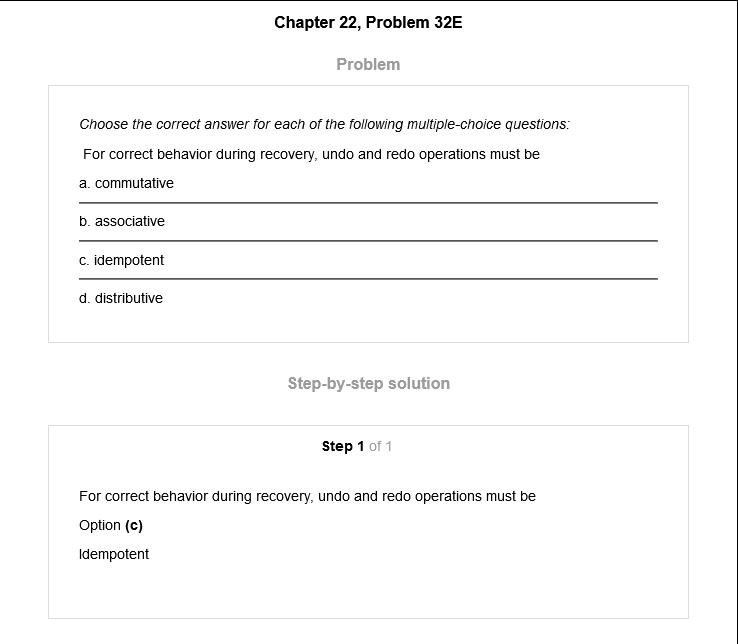 Chapter 22, Problem 32E
Problem
Choose the correct answer for each of the following multiple-choice questions:
For correct behavior during recovery, undo and redo operations must be
a. commutative
b. associative
c. idempotent
d. distributive
Step-by-step solution
Step 1 of 1
For correct behavior during recovery, undo and redo operations must be
Option (c)
Idempotent